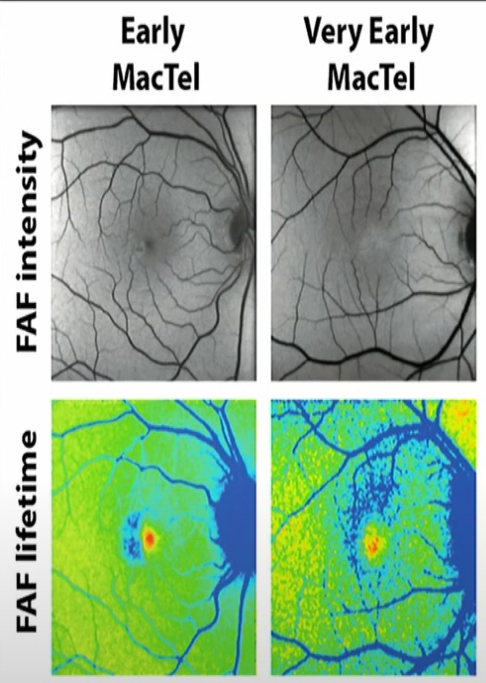 Early
MacTel
Very Early
MacTel
FAF intensity
FAF lifetime